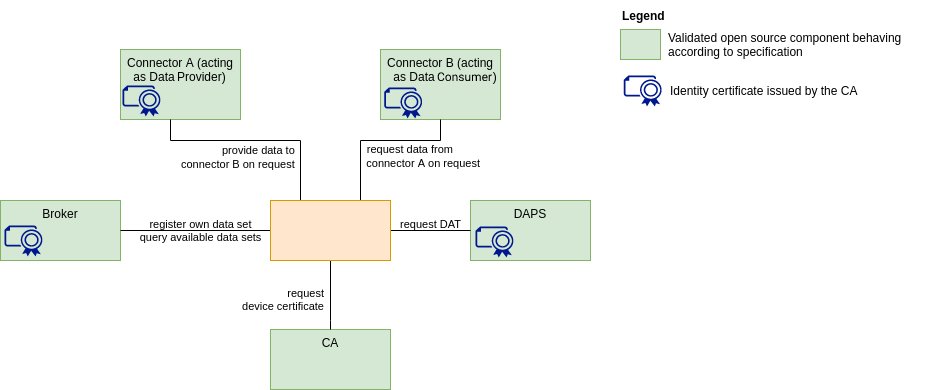 Legend
Validated open source component behaving
according to specification
Identity certificate issued by the CA
Connector A (acting
as Data Provider)
Connector B (acting
as Data Consumer)
provide data to
connector B on request
request data from
connector A on request
Broker
register own data set
query available data sets
request DAT
DAPS
request
device certificate
CA